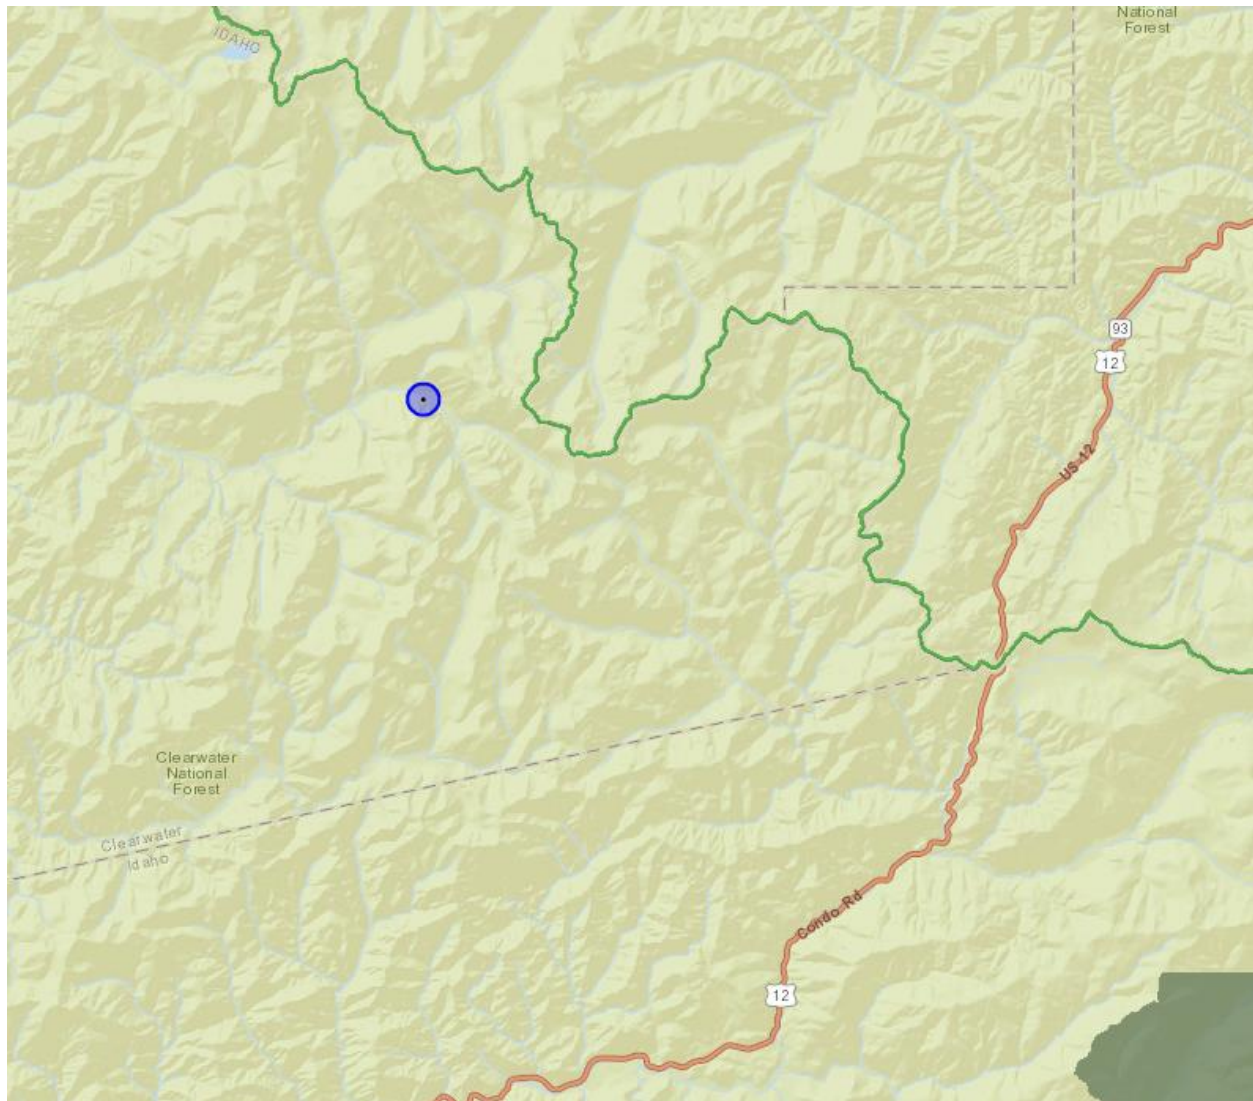 National
Forest
IDAHO
93
12
US-12
Clearwater
National
Forest
Clearwater
Idaho
Condo Rd
12